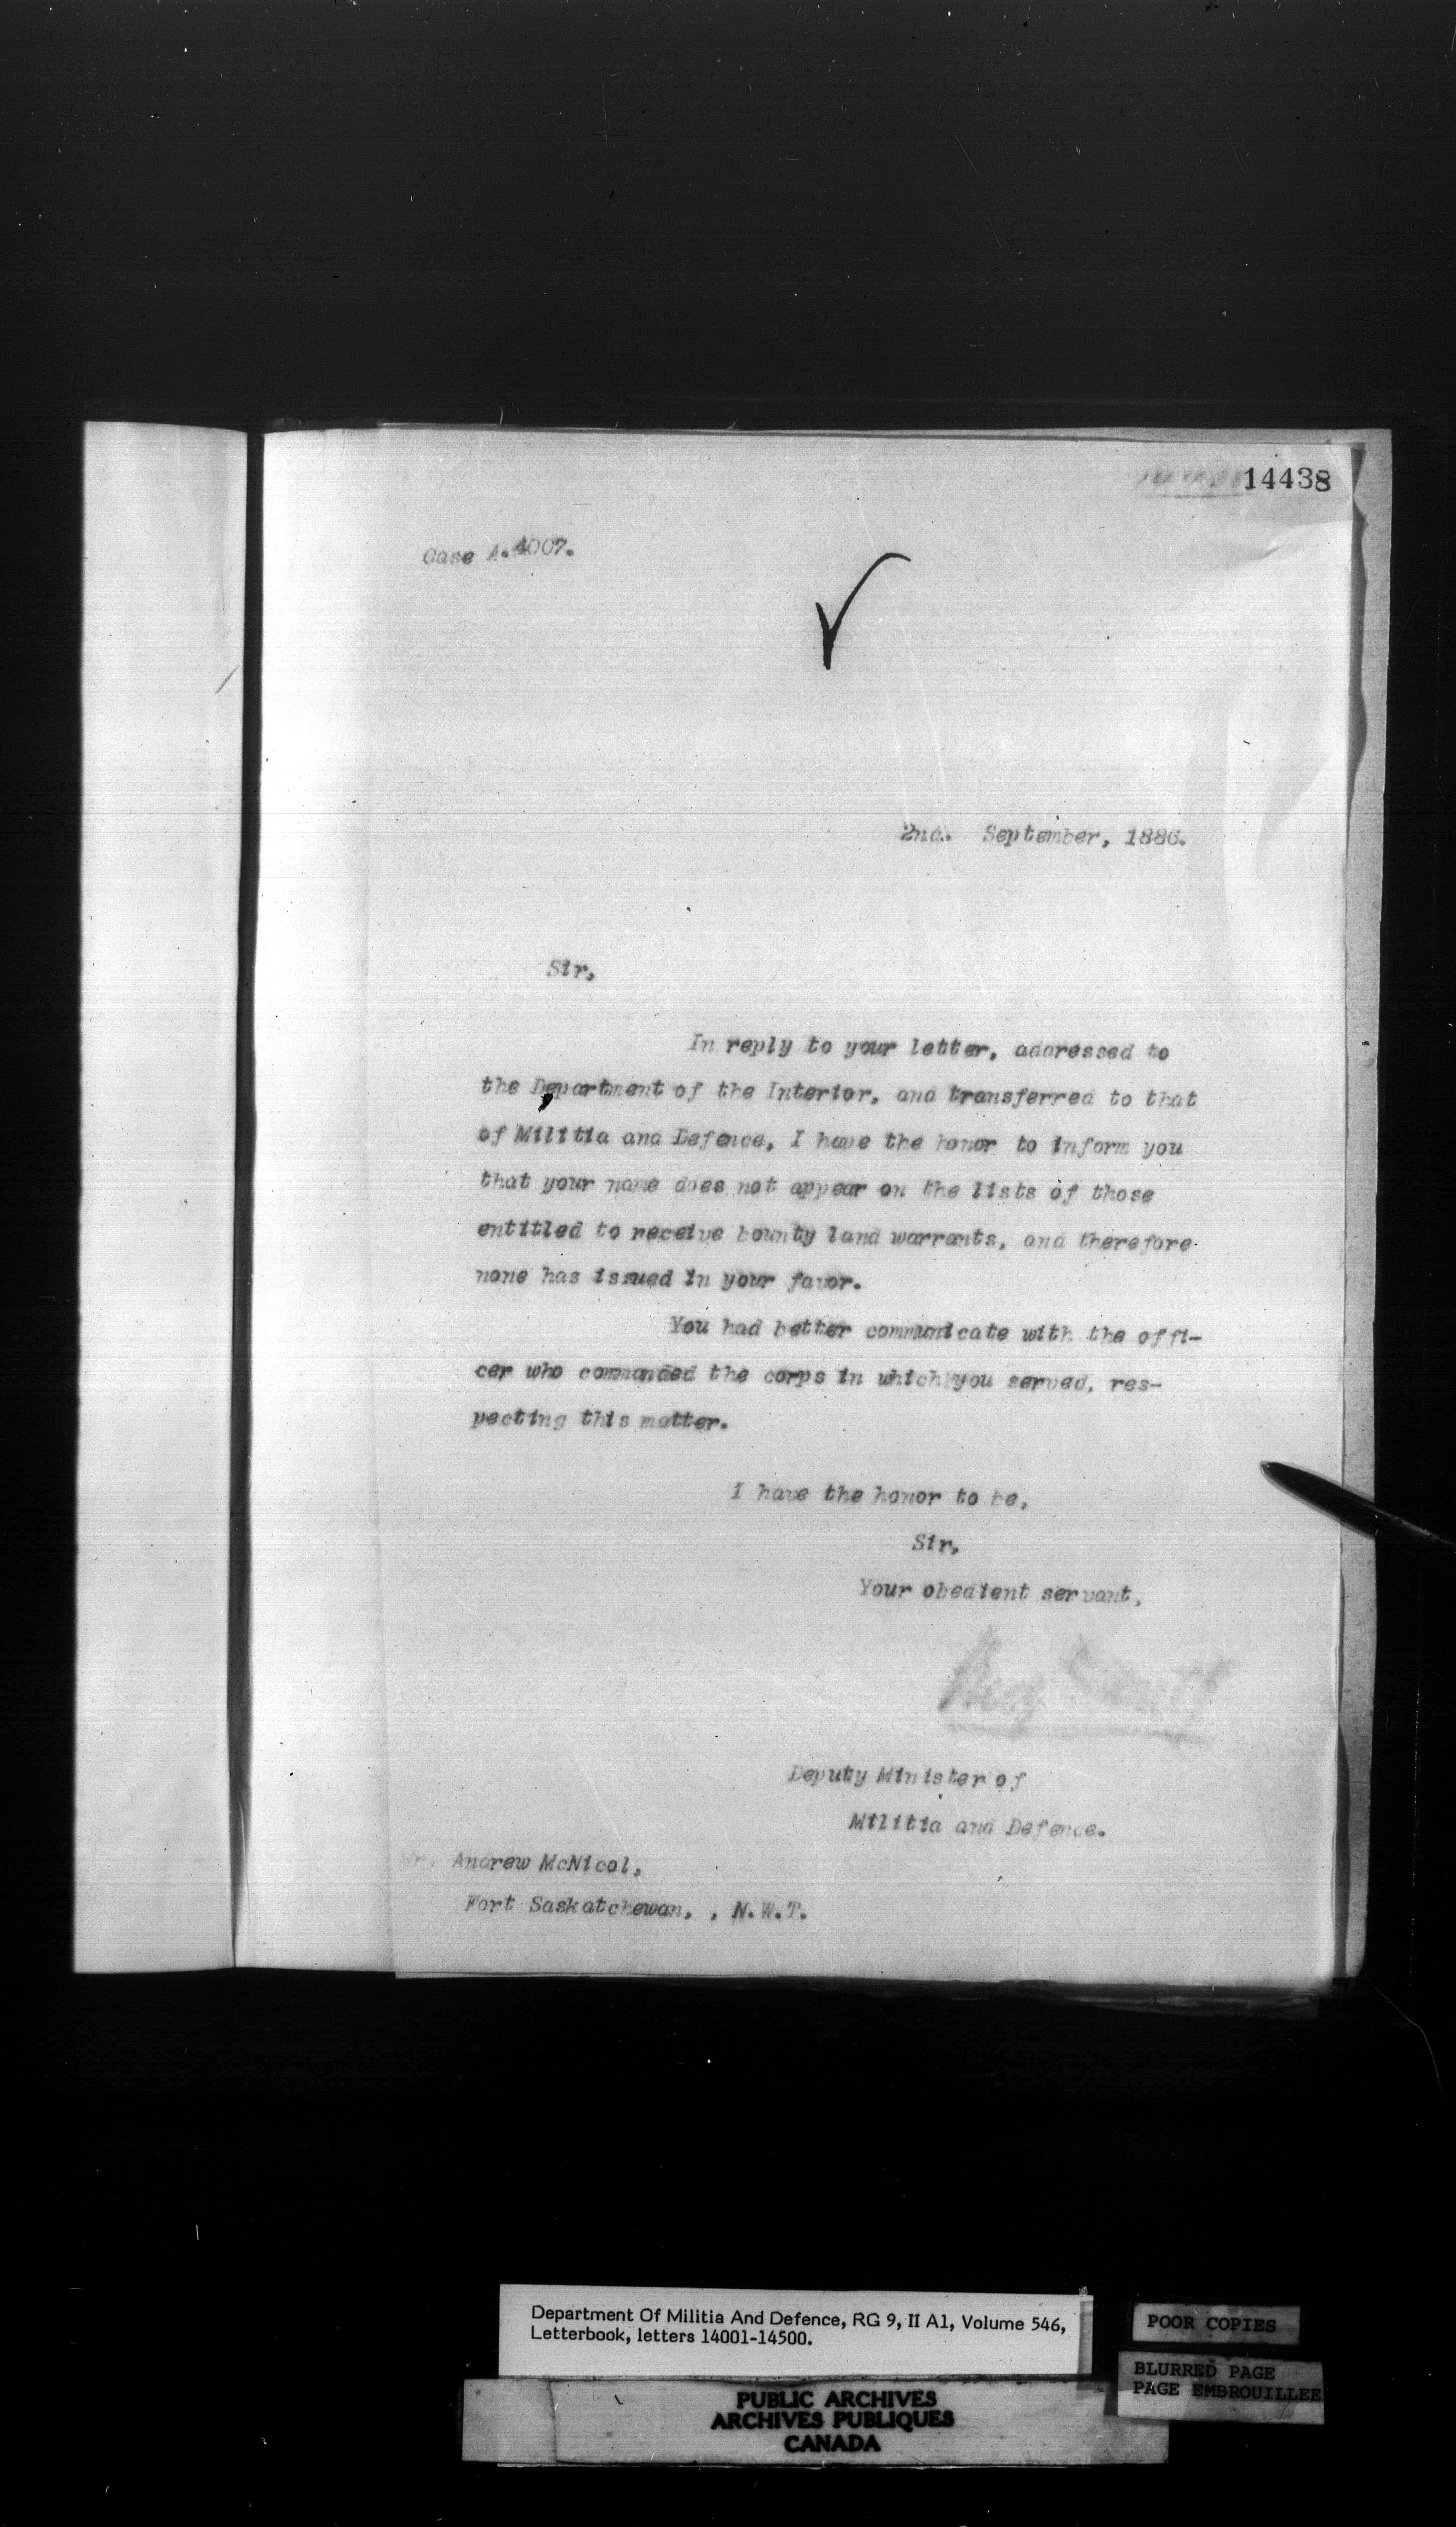 14438
Case A. 4007.
2nd. September, 1886.
Sir,
In reply to your letter, addressed to
the Department of the Interior, and transferred to that
of Militia and Defence, I have the honor to inform you
that your name does not appear on the lists of those
entitled to receive bounty land warrants, and therefore
none has issued in your favor.
You had better communicate with the offi-
cer who commanded the corps in which you served, res-
pecting this matter.
I have the honor to be,
Sir,
Your obedient servant,
Deputy Minister of
Militia and Defence.
Andrew McNicol,
Fort Saskatchewan, , N.W.T.
Department Of Militia And Defence, RG 9, II A1, Volume 546,
Letterbook, letters 14001-14500.
POOR COPIES
BLURRED PAGE
PAGE EMBROUILLEE
PUBLIC ARCHIVES
ARCHIVES PUBLIQUES
CANADA